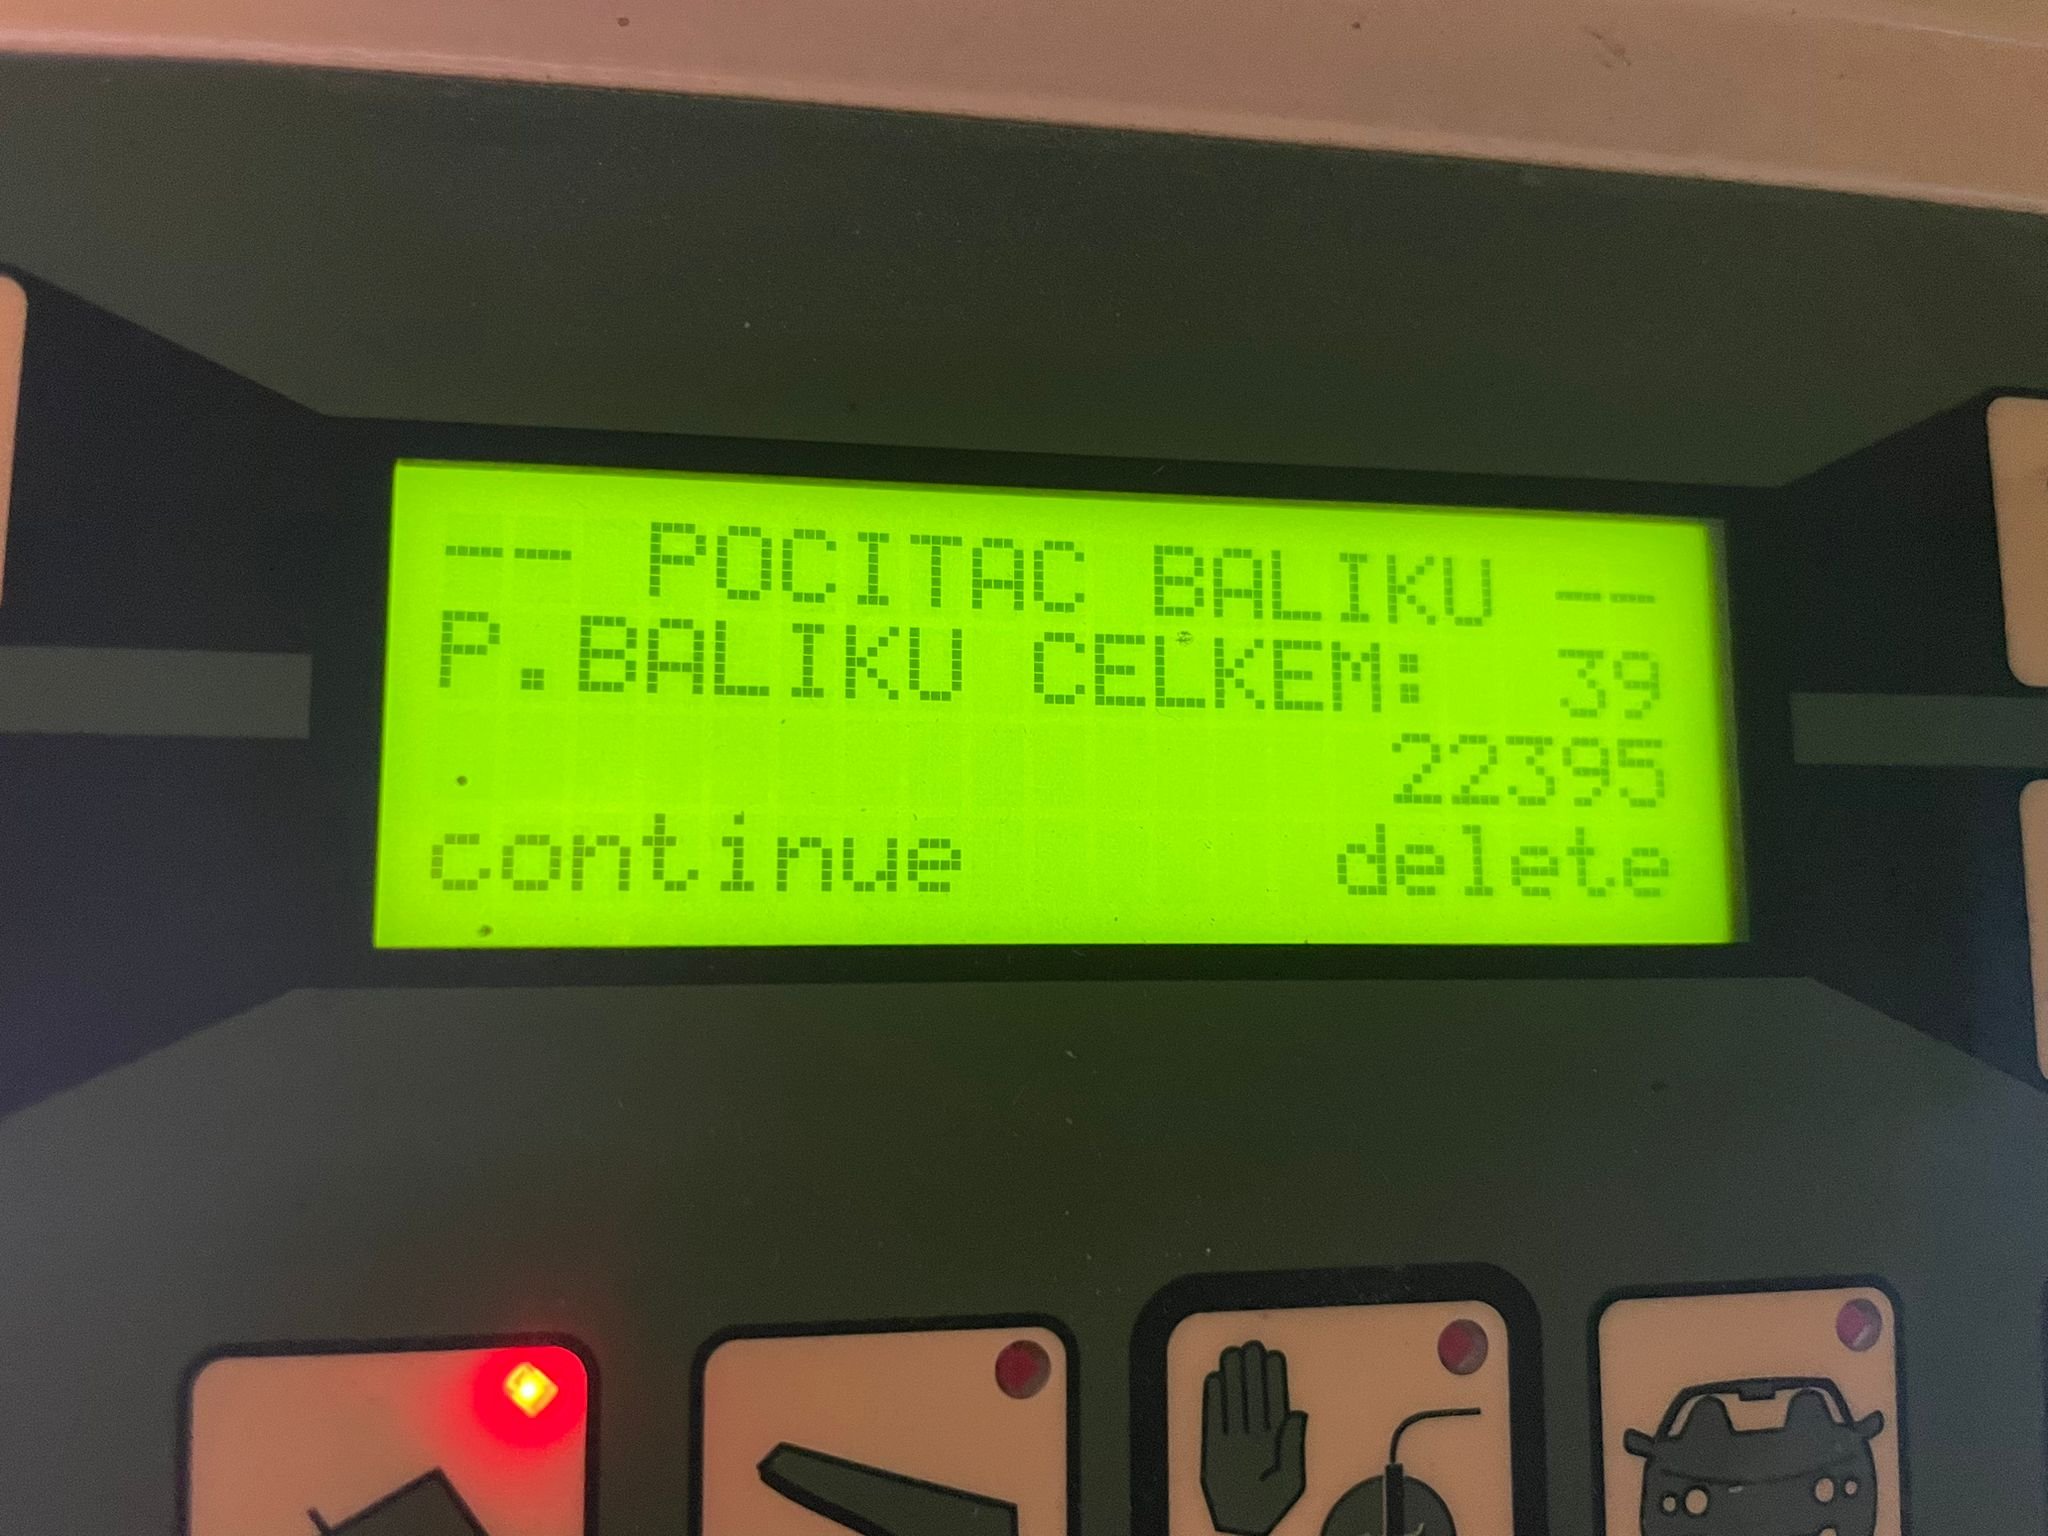 -- POCITAC BALIKU --
P.BALIKU CELKEM: 39
22395
continue delete